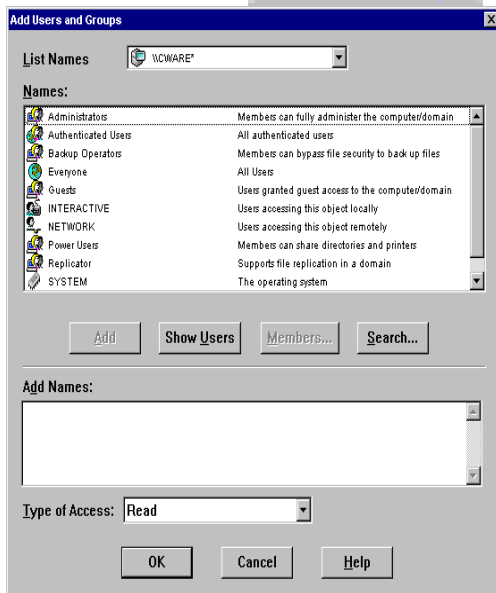 Add Users and Groups
List Names \\CWARE*
Names:
Administrators Members can fully administer the computer/domain
Authenticated Users All authenticated users
Backup Operators Members can bypass file security to back up files
Everyone All Users
Guests Users granted guest access to the computer/domain
INTERACTIVE Users accessing this object locally
NETWORK Users accessing this object remotely
Power Users Members can share directories and printers
Replicator Supports file replication in a domain
SYSTEM The operating system
Add Show Users Members... Search...
Add Names:
Type of Access: Read
OK Cancel Help